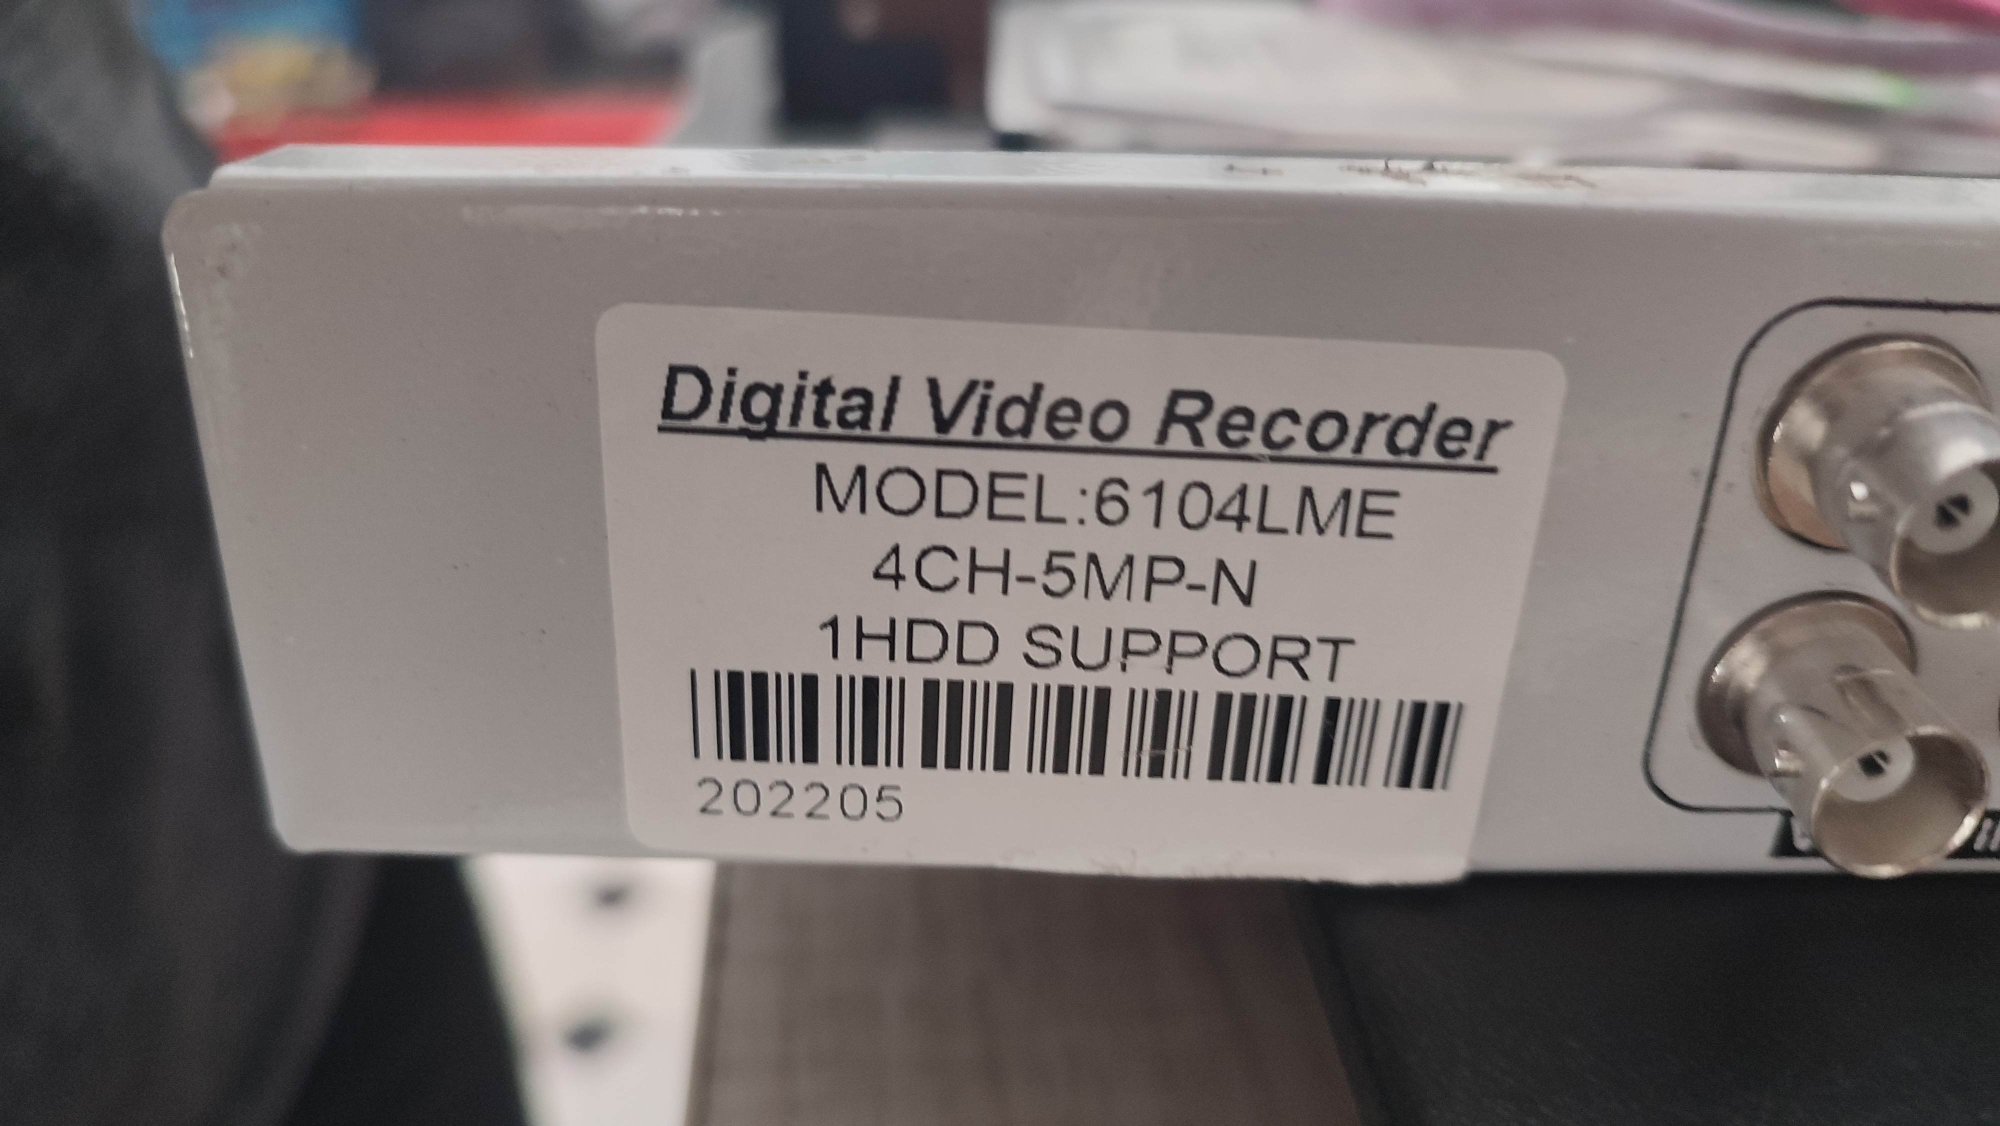 Digital Video Recorder
MODEL:6104LME
4CH-5MP-N
1HDD SUPPORT
202205